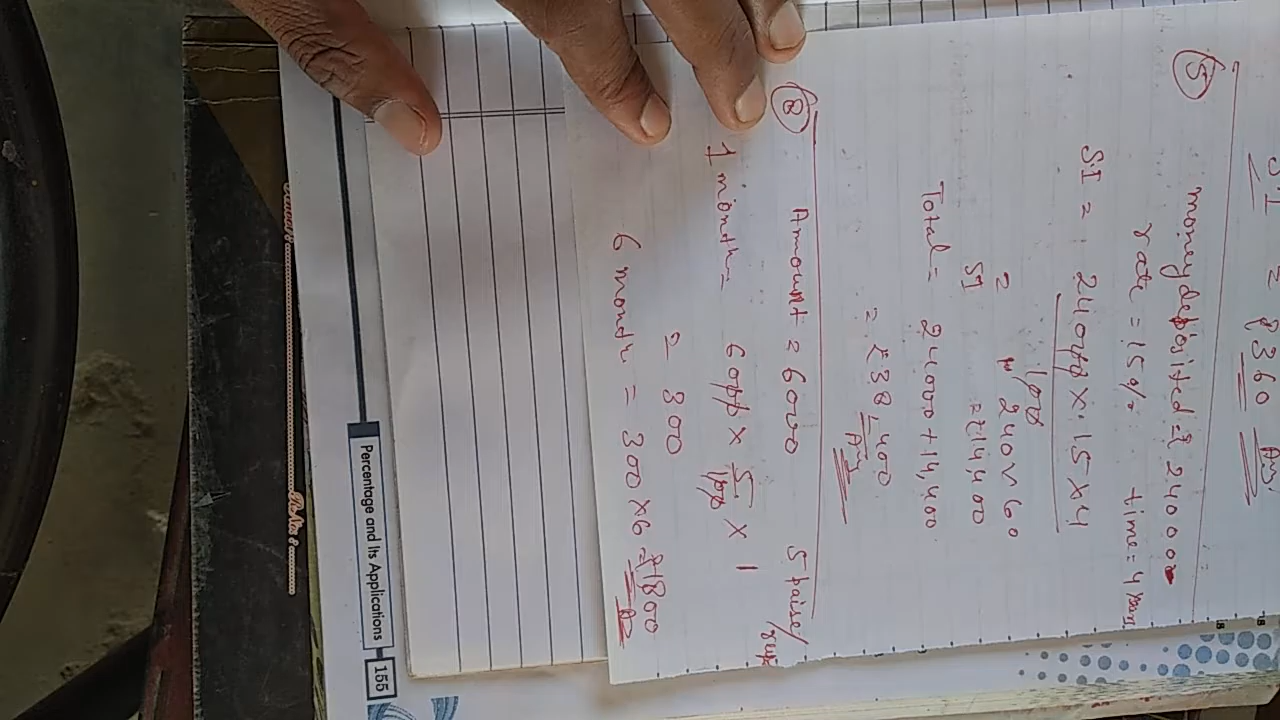 SI = ₹360 Ans
5 money deposited = ₹ 24000
rate = 15% time = 4 years
SI = 24000 × 15 × 4
100
= 240 × 60
SI = ₹14,400
Total = 24000 + 14,400
= ₹38,400
Ans
8 Amount = 6000 5 paise/
1 month = 6000 × 5/100 × 1
= 300
6 month = 300 × 6 = ₹1800
Percentage and Its Applications 155